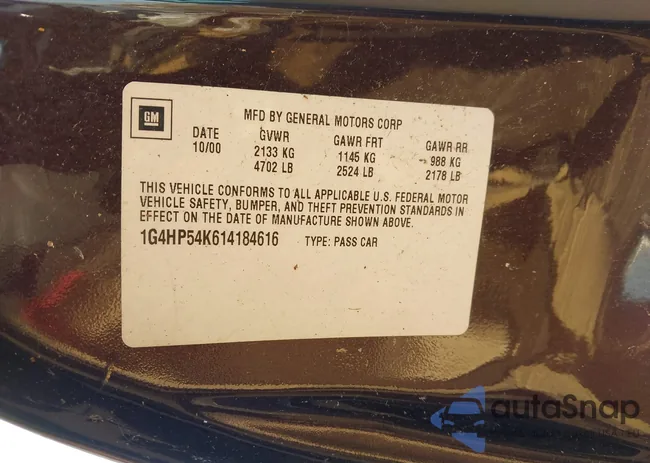 GM
MFD BY GENERAL MOTORS CORP
DATE GVWR GAWR FRT GAWR RR
10/00 2133 KG 1145 KG 988 KG
4702 LB 2524 LB 2178 LB
THIS VEHICLE CONFORMS TO ALL APPLICABLE U.S. FEDERAL MOTOR
VEHICLE SAFETY, BUMPER, AND THEFT PREVENTION STANDARDS IN
EFFECT ON THE DATE OF MANUFACTURE SHOWN ABOVE.
1G4HP54K614184616 TYPE: PASS CAR
autoSnap